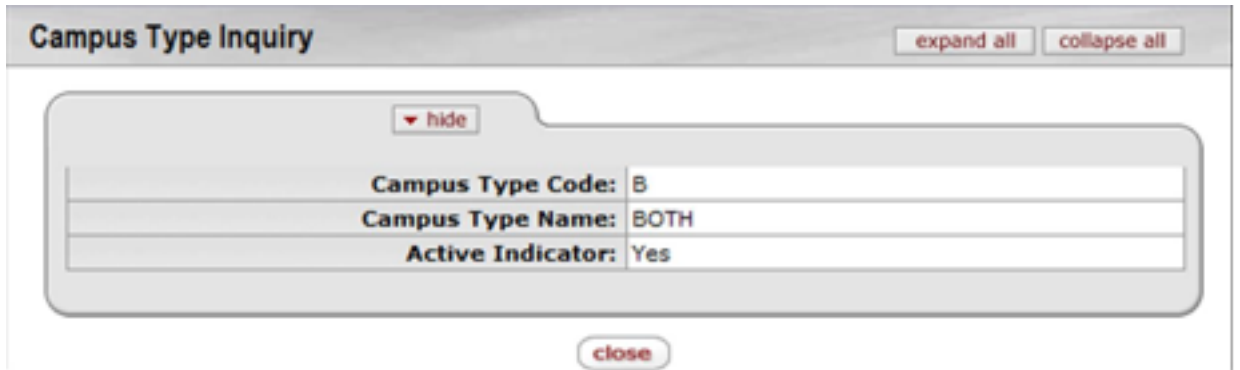 Campus Type Inquiry
expand all collapse all
hide
Campus Type Code: B
Campus Type Name: BOTH
Active Indicator: Yes
close